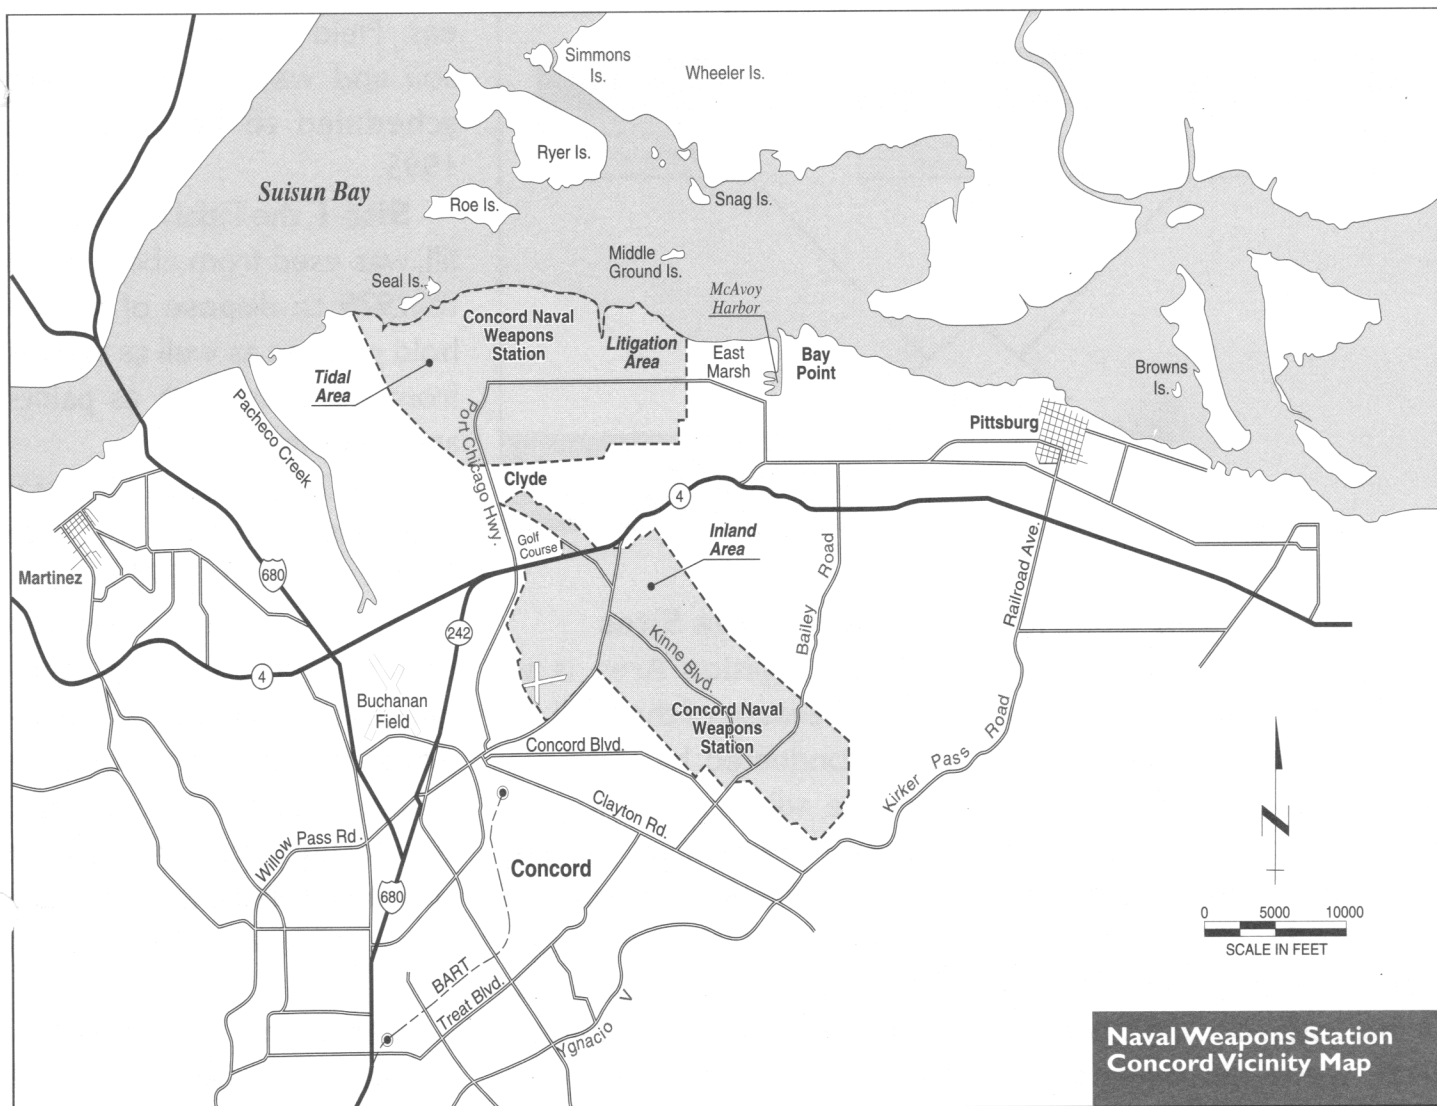 Simmons
Is.
Wheeler Is.
Ryer Is.
Suisun Bay
Roe Is.
Snag Is.
Middle
Ground Is.
Seal Is.
McAvoy
Harbor
Concord Naval
Weapons
Station
Litigation
Area
East
Marsh
Bay
Point
Tidal
Area
Browns
Is.
Pacheco Creek
Port Chicago Hwy.
Pittsburg
Clyde
4
Golf
Course
Inland
Area
Bailey Road
Railroad Ave.
Martinez
680
242
4
Kinne Blvd.
Buchanan
Field
Concord Naval
Weapons
Station
Concord Blvd.
Kirker Pass Road
Clayton Rd.
Willow Pass Rd.
Concord
680
BART
Treat Blvd.
Ygnacio V
0 5000 10000
SCALE IN FEET
Naval Weapons Station
Concord Vicinity Map